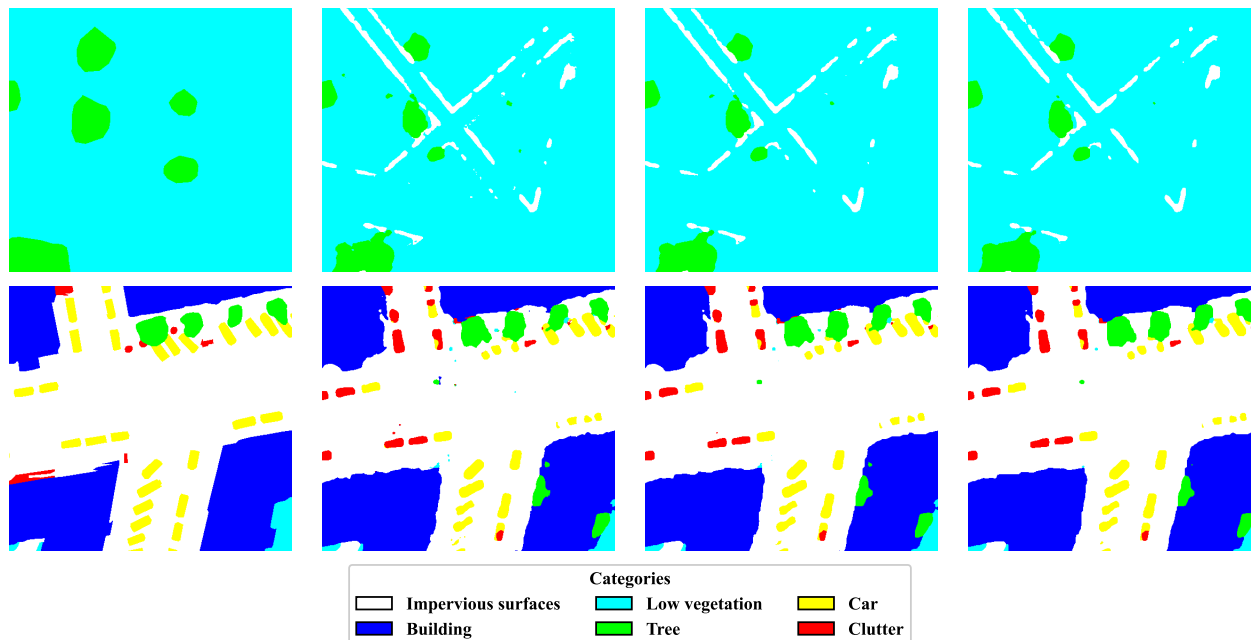 Categories
Impervious surfaces Low vegetation Car
Building Tree Clutter